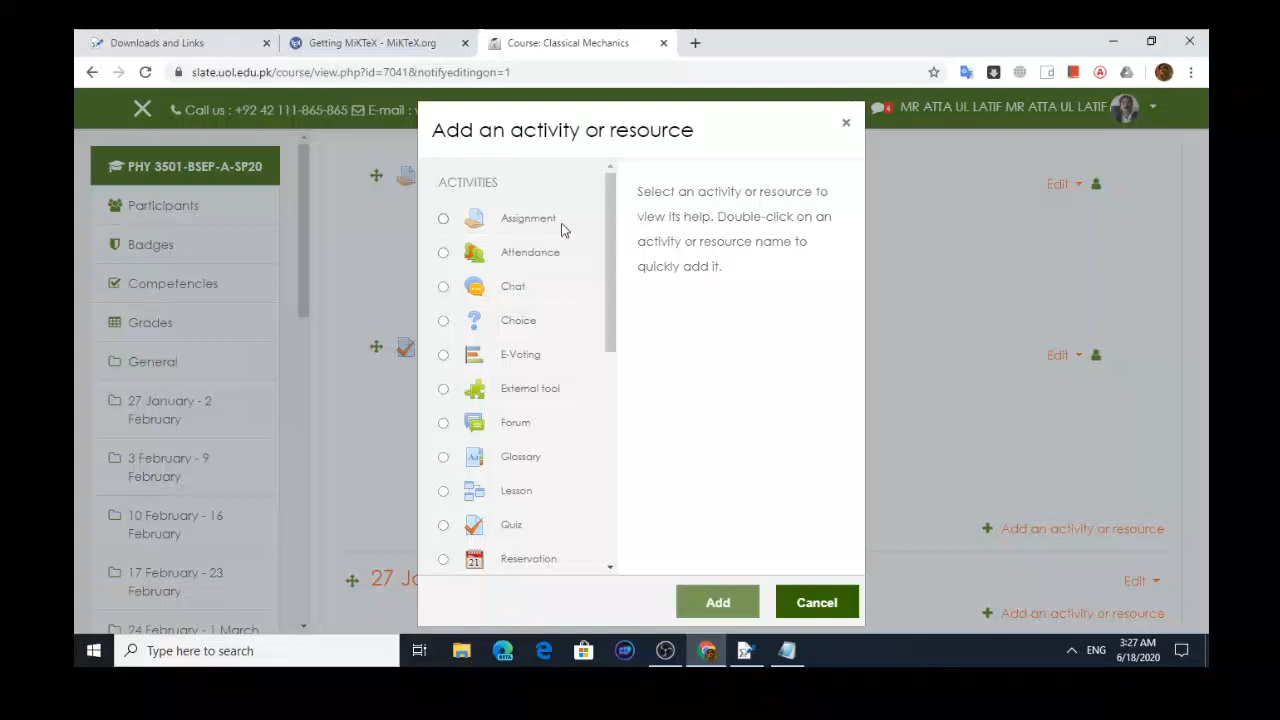 Downloads and Links
Getting MiKTeX - MiKTeX.org
Course: Classical Mechanics
slate.uol.edu.pk/course/view.php?id=7041&notifyeditingon=1
Call us : +92 42 111-865-865 E-mail :
4
MR ATTA UL LATIF MR ATTA UL LATIF
PHY 3501-BSEP-A-SP20
Participants
Badges
Competencies
Grades
General
27 January - 2
February
3 February - 9
February
10 February - 16
February
17 February - 23
February
24 February - 1 March
Add an activity or resource
ACTIVITIES
Assignment
Attendance
Chat
Choice
E-Voting
External tool
Forum
Glossary
Lesson
Quiz
21
Reservation
Select an activity or resource to
view its help. Double-click on an
activity or resource name to
quickly add it.
Add
Cancel
Edit
Edit
Add an activity or resource
27 Ja
Edit
Add an activity or resource
Type here to search
ENG
3:27 AM
6/18/2020